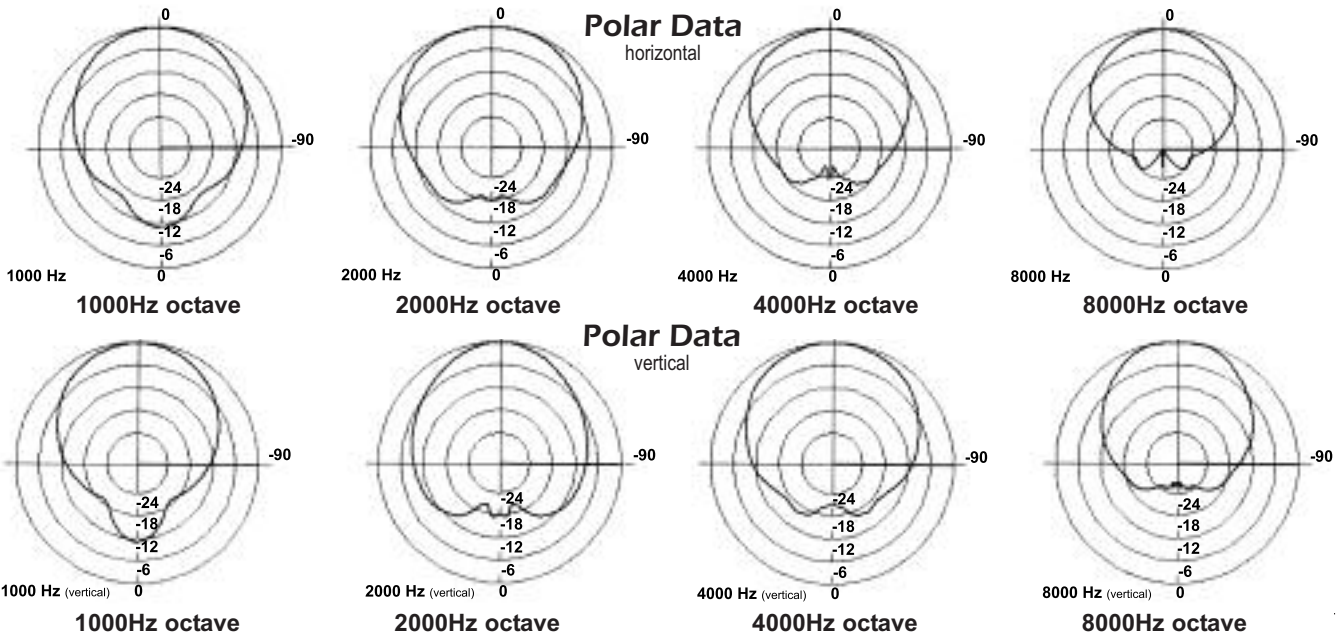 Polar Data
horizontal
0 0 0 0
-90 -90 -90 -90
-24 -24 -24 -24
-18 -18 -18 -18
-12 -12 -12 -12
-6 -6 -6 -6
0 0 0 0
1000 Hz 2000 Hz 4000 Hz 8000 Hz
1000Hz octave 2000Hz octave 4000Hz octave 8000Hz octave
Polar Data
vertical
-90 -90 -90 -90
-24 -24 -24 -24
-18 -18 -18 -18
-12 -12 -12 -12
-6 -6 -6 -6
1000 Hz (vertical) 0 2000 Hz (vertical) 0 4000 Hz (vertical) 0 8000 Hz (vertical) 0
1000Hz octave 2000Hz octave 4000Hz octave 8000Hz octave